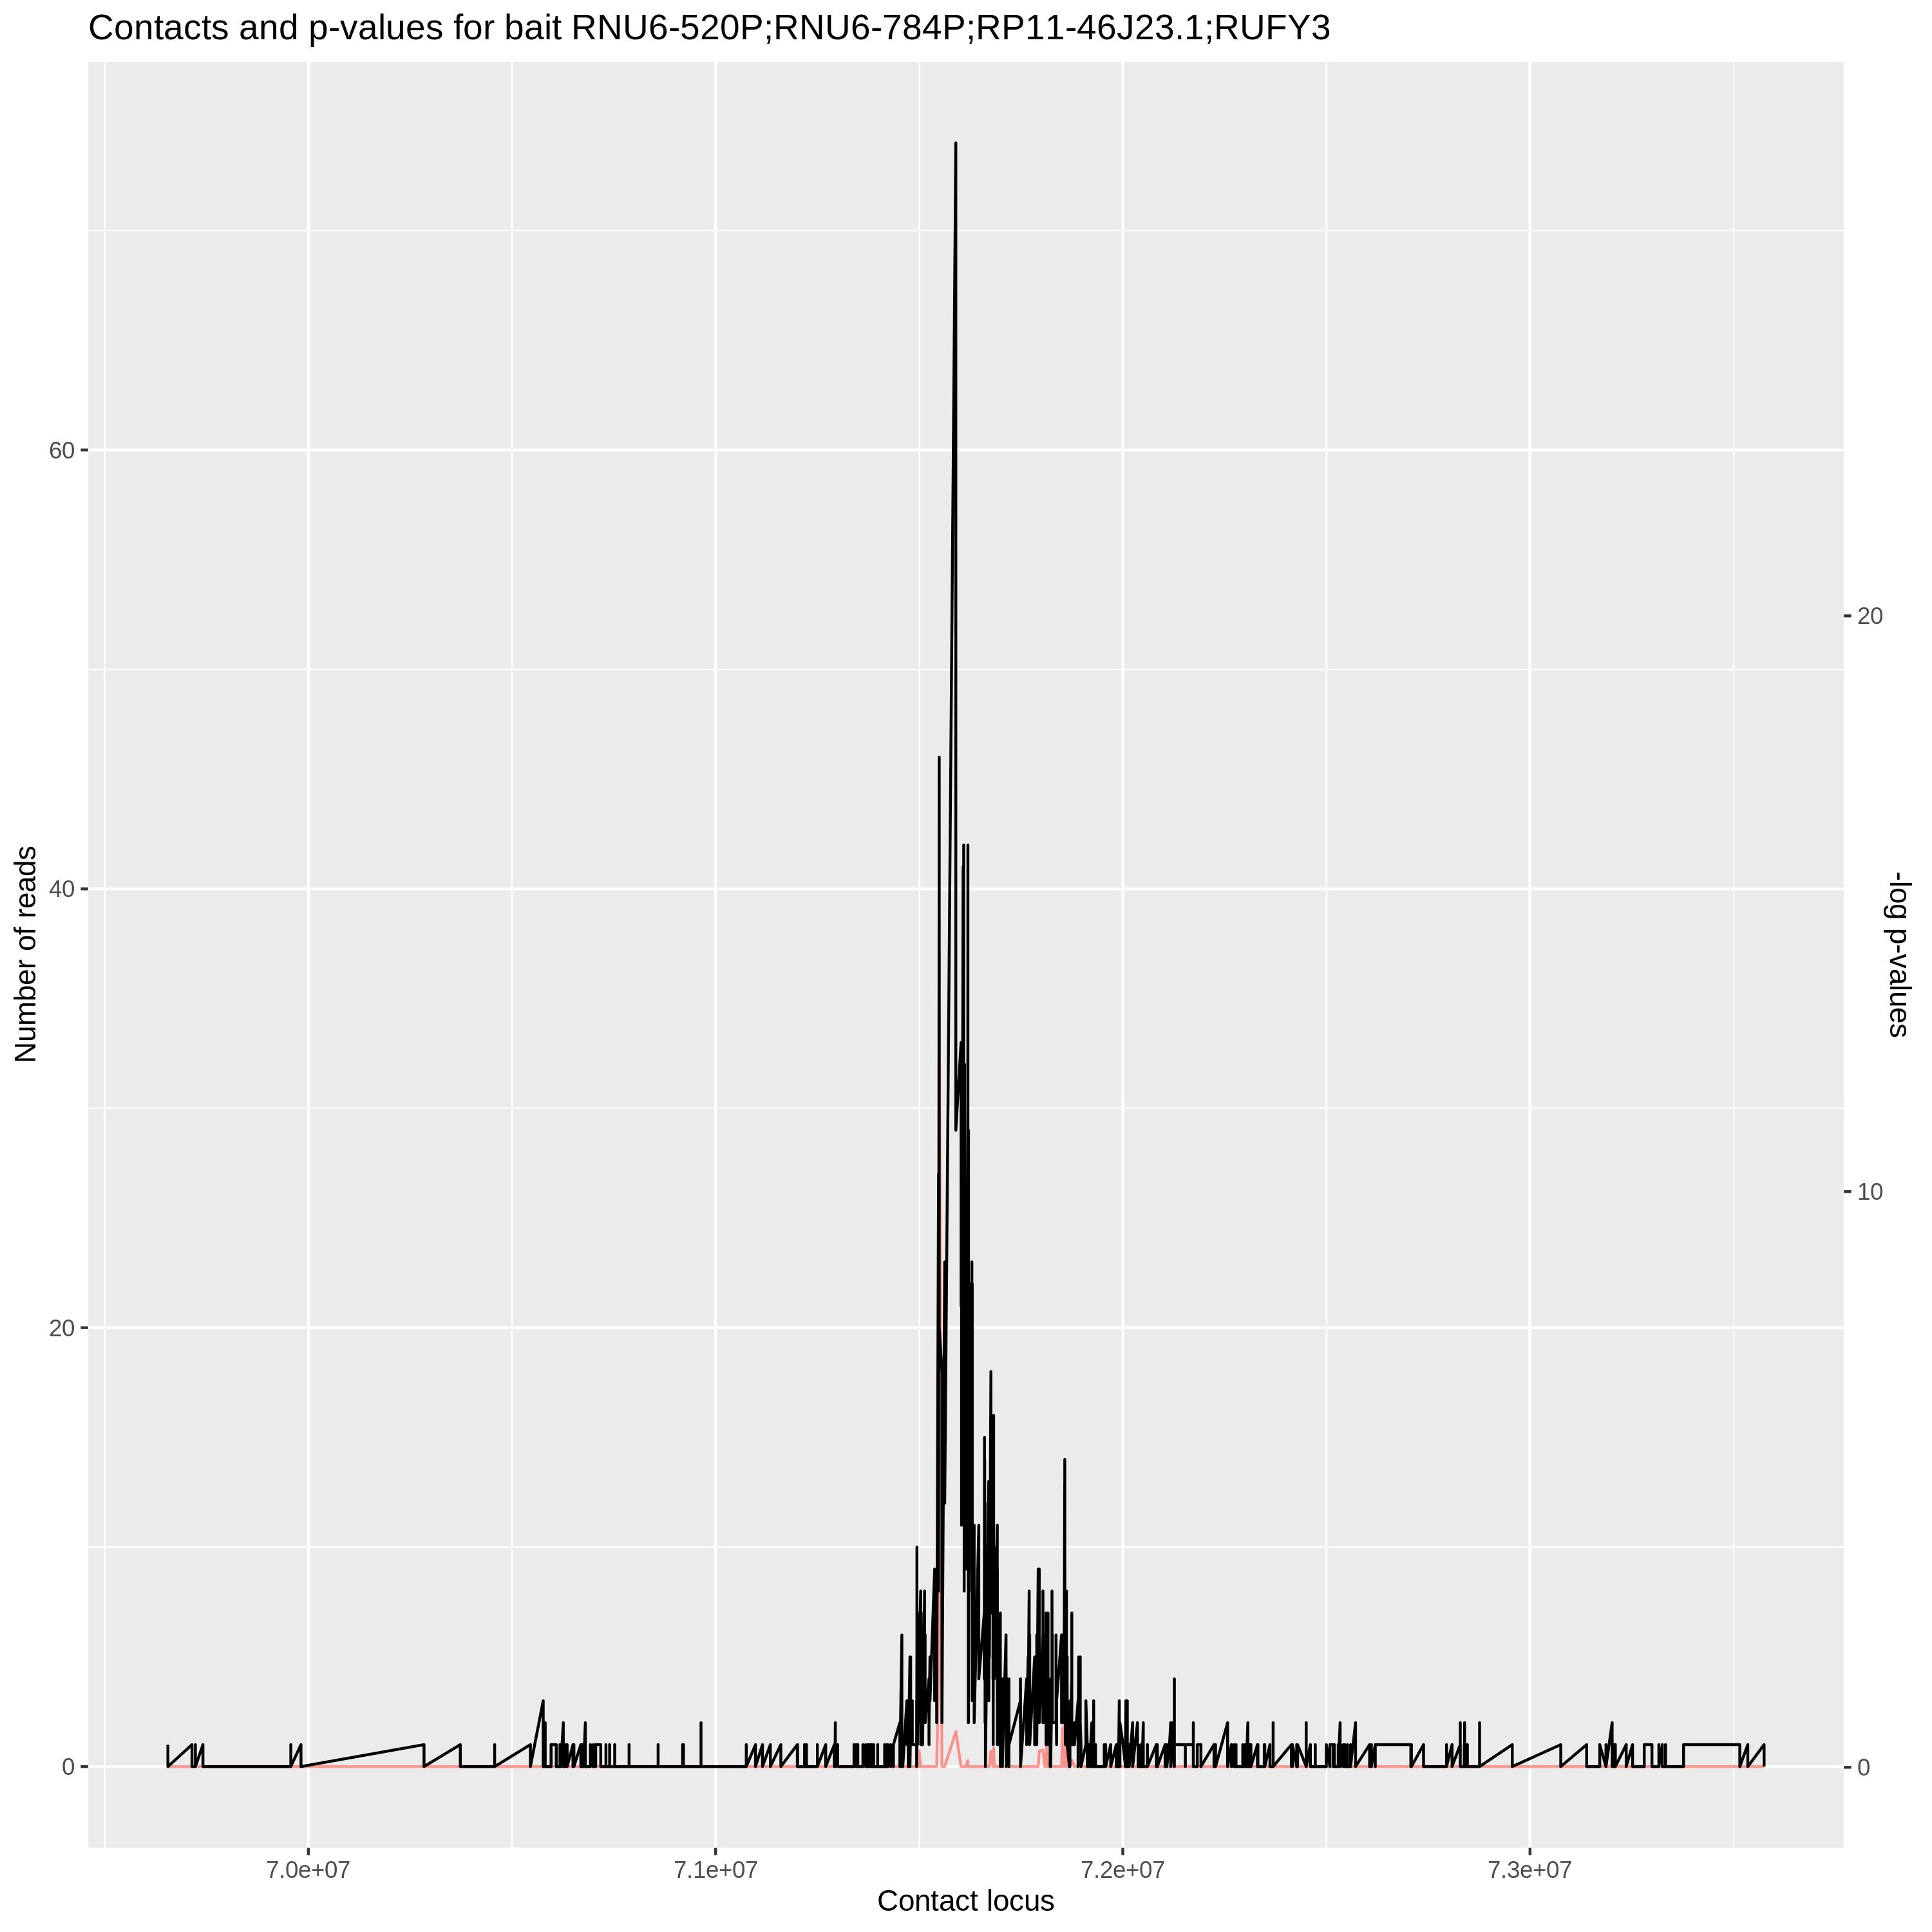 Contacts and p-values for bait RNU6-520P;RNU6-784P;RP11-46J23.1;RUFY3
Number of reads
60
40
20
0
20
10
0
-log p-values
7.0e+07 7.1e+07 7.2e+07 7.3e+07
Contact locus